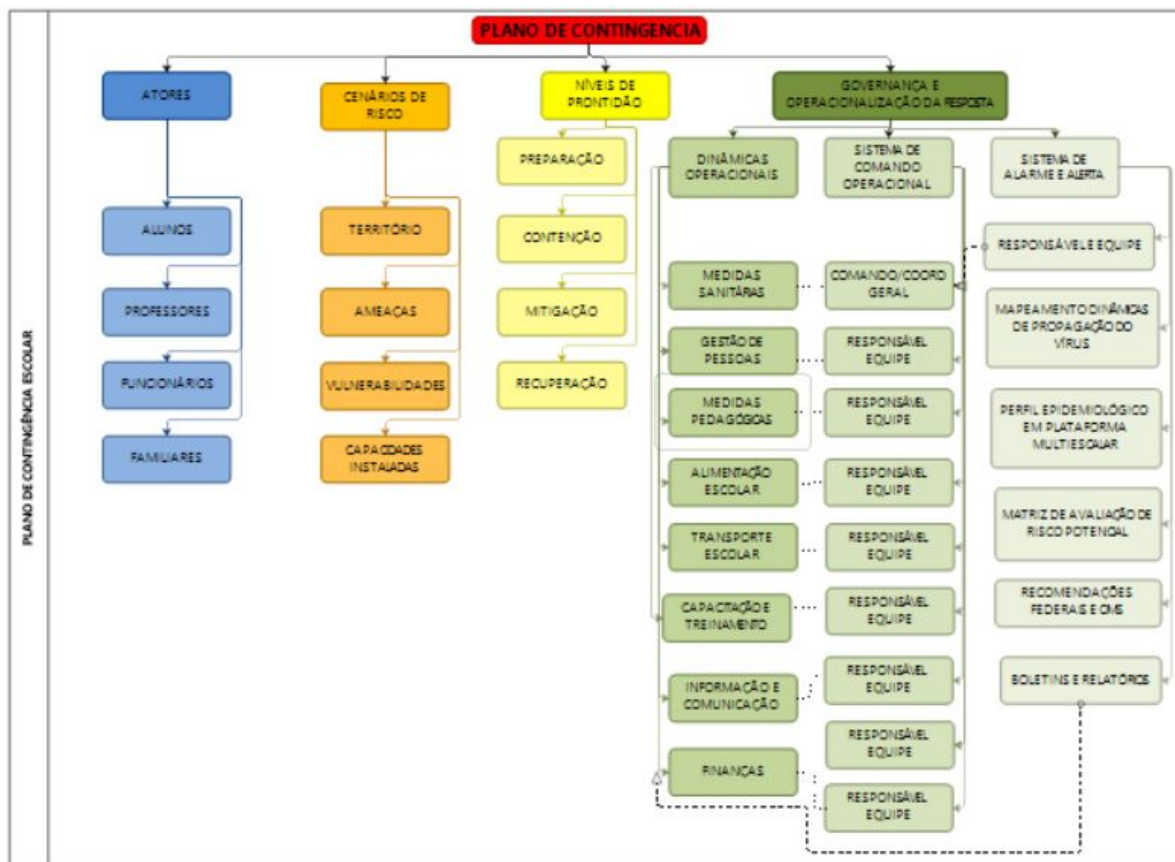 PLANO DE CONTINGENCIA
PLANO DE CONTINGÊNCIA ESCOLAR
ATORES
ALUNOS
PROFESSORES
FUNCIONÁRIOS
FAMILIARES
CENÁRIOS DE
RISCO
TERRITÓRIO
AMEAÇAS
VULNERABILIDADES
CAPACIDADES
INSTALADAS
NÍVEIS DE
PRONTIDÃO
PREPARAÇÃO
CONTENÇÃO
MITIGAÇÃO
RECUPERAÇÃO
GOVERNANÇA E
OPERACIONALIZAÇÃO DA RESPOSTA
DINÂMICAS
OPERACIONAIS
MEDIDAS
SANITÁRIAS
GESTÃO DE
PESSOAS
MEDIDAS
PEDAGÓGICAS
ALIMENTAÇÃO
ESCOLAR
TRANSPORTE
ESCOLAR
CAPACITAÇÃO E
TREINAMENTO
INFORMAÇÃO E
COMUNICAÇÃO
FINANÇAS
SISTEMA DE
COMANDO
OPERACIONAL
COMANDO/COORD
GERAL
RESPONSÁVEL
EQUIPE
RESPONSÁVEL
EQUIPE
RESPONSÁVEL
EQUIPE
RESPONSÁVEL
EQUIPE
RESPONSÁVEL
EQUIPE
RESPONSÁVEL
EQUIPE
RESPONSÁVEL
EQUIPE
RESPONSÁVEL
EQUIPE
SISTEMA DE
ALARME E ALERTA
RESPONSÁVEL E EQUIPE
MAPEAMENTO DINÂMICAS
DE PROPAGAÇÃO DO
VÍRUS
PERFIL EPIDEMIOLÓGICO
EM PLATAFORMA
MULTIESCALAR
MATRIZ DE AVALIAÇÃO DE
RISCO POTENCIAL
RECOMENDAÇÕES
FEDERAIS E OMS
BOLETINS E RELATÓRIOS